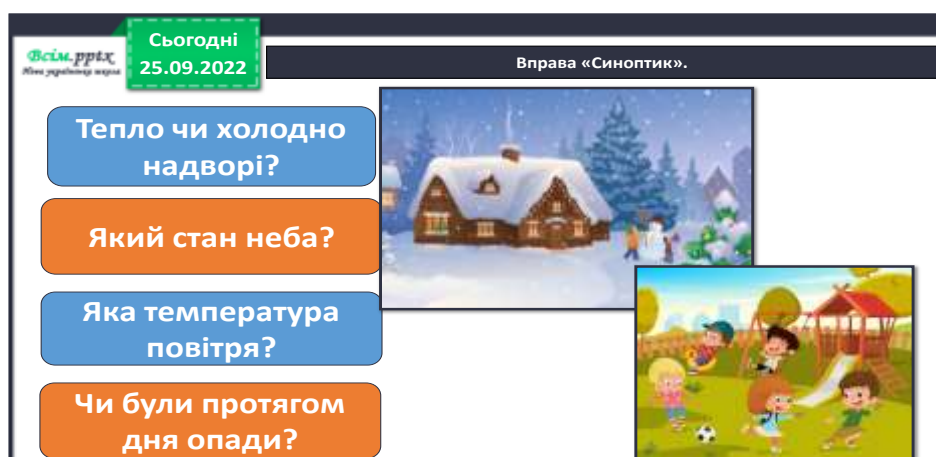 Всім.pptx
Нова українська школа
Сьогодні
25.09.2022
Вправа «Синоптик».
Тепло чи холодно
надворі?
Який стан неба?
Яка температура
повітря?
Чи були протягом
дня опади?